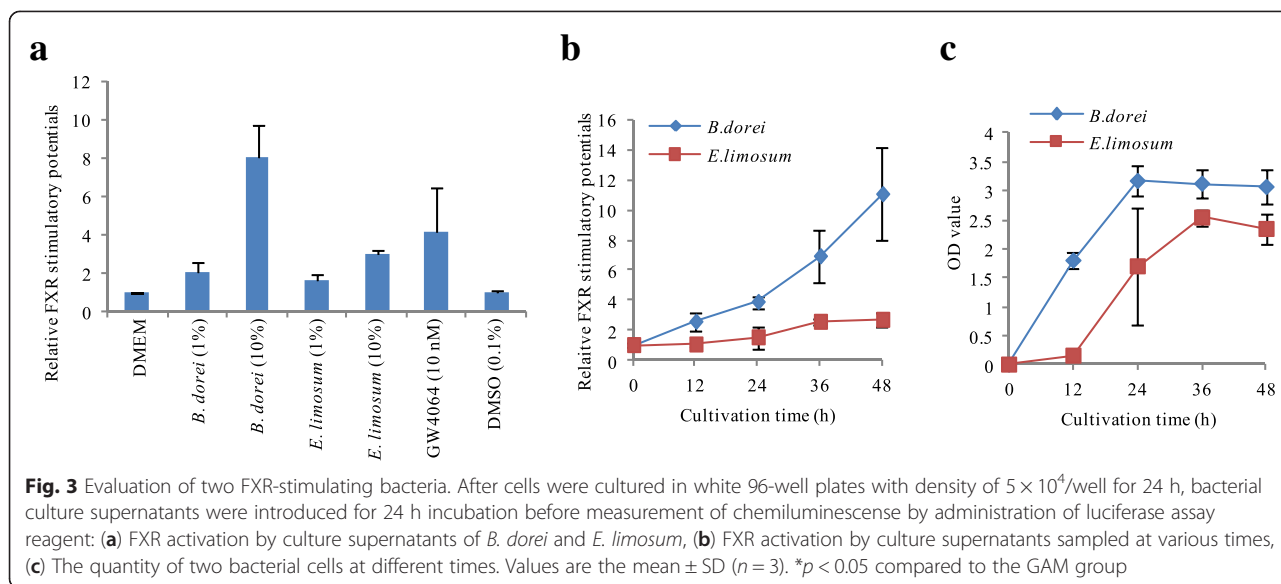 a
Relative FXR stimulatory potentials
12
10
8
6
4
2
0
DMEM
B. dorei (1%)
B. dorei (10%)
E. limosum (1%)
E. limosum (10%)
GW4064 (10 nM)
DMSO (0.1%)
b
Relaitve FXR stimulatory potentials
B.dorei
E.limosum
16
14
12
10
8
6
4
2
0
0 12 24 36 48
Cultivation time (h)
c
OD value
B.dorei
E.limosum
4
3.5
3
2.5
2
1.5
1
0.5
0
0 12 24 36 48
Cultivation time (h)
Fig. 3 Evaluation of two FXR-stimulating bacteria. After cells were cultured in white 96-well plates with density of 5 × 10⁴/well for 24 h, bacterial
culture supernatants were introduced for 24 h incubation before measurement of chemiluminescense by administration of luciferase assay
reagent: (a) FXR activation by culture supernatants of B. dorei and E. limosum, (b) FXR activation by culture supernatants sampled at various times,
(c) The quantity of two bacterial cells at different times. Values are the mean ± SD (n = 3). *p < 0.05 compared to the GAM group